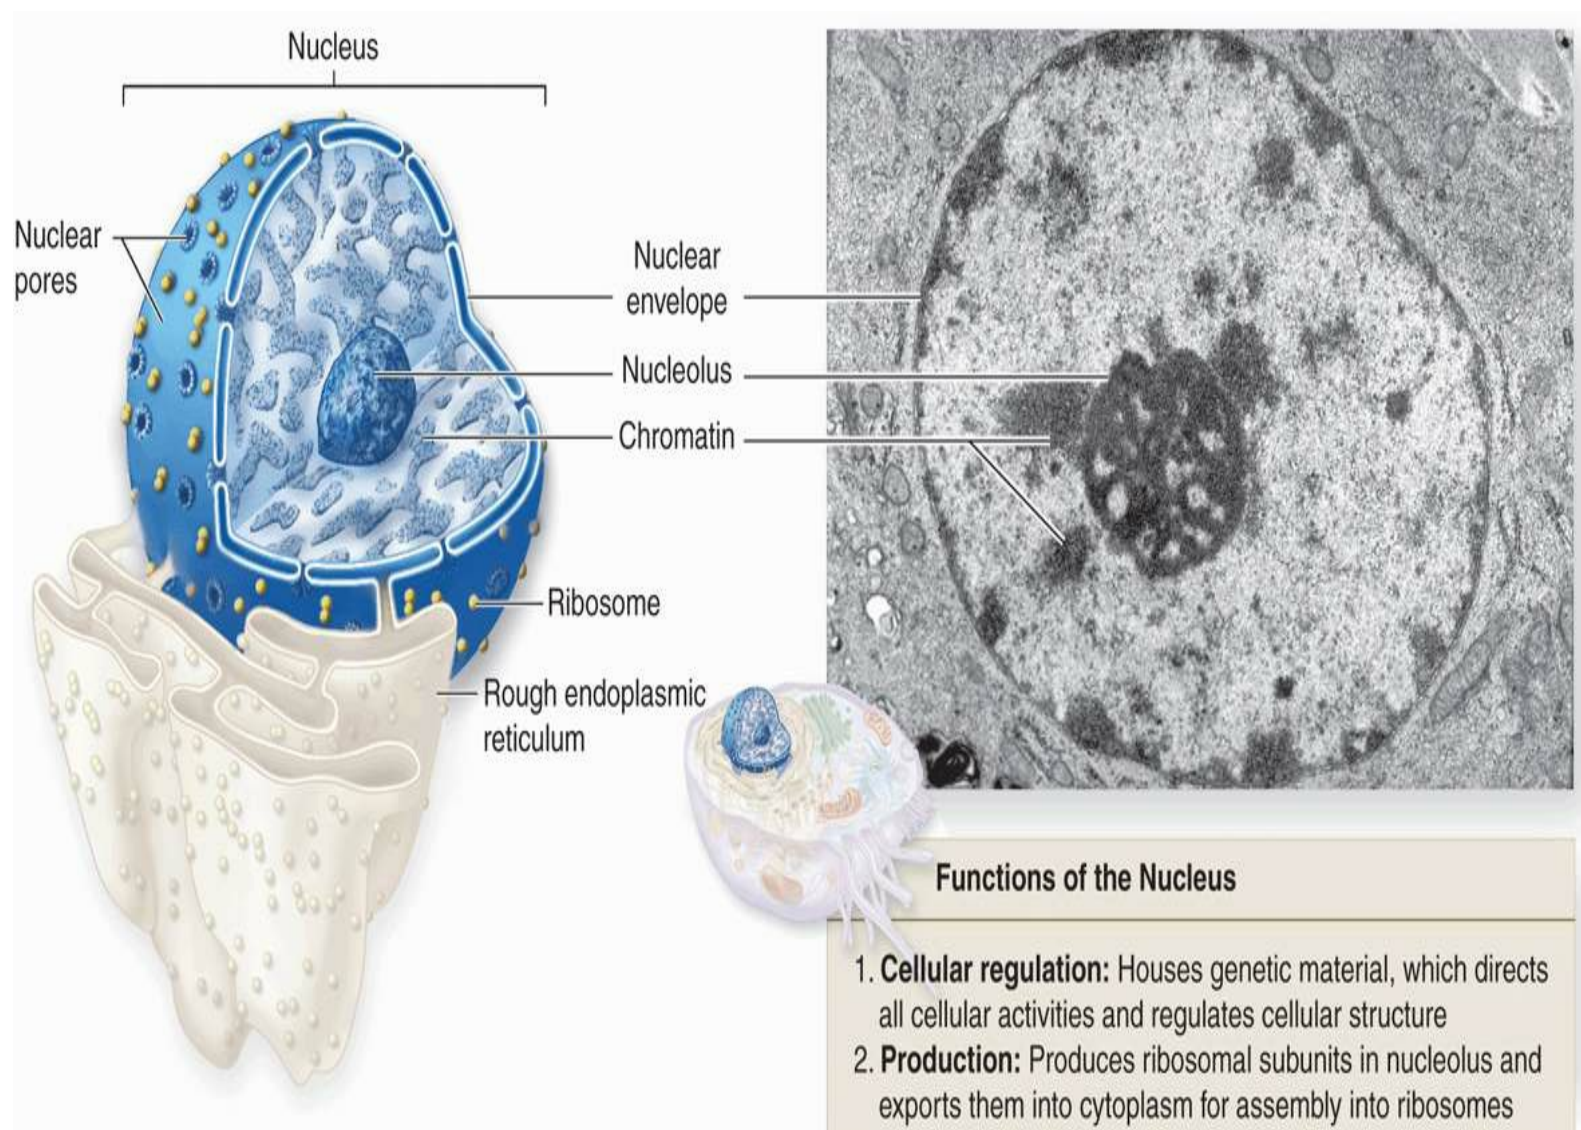 Nucleus
Nuclear
pores
Nuclear
envelope
Nucleolus
Chromatin
Ribosome
Rough endoplasmic
reticulum
Functions of the Nucleus
1. Cellular regulation: Houses genetic material, which directs
all cellular activities and regulates cellular structure
2. Production: Produces ribosomal subunits in nucleolus and
exports them into cytoplasm for assembly into ribosomes